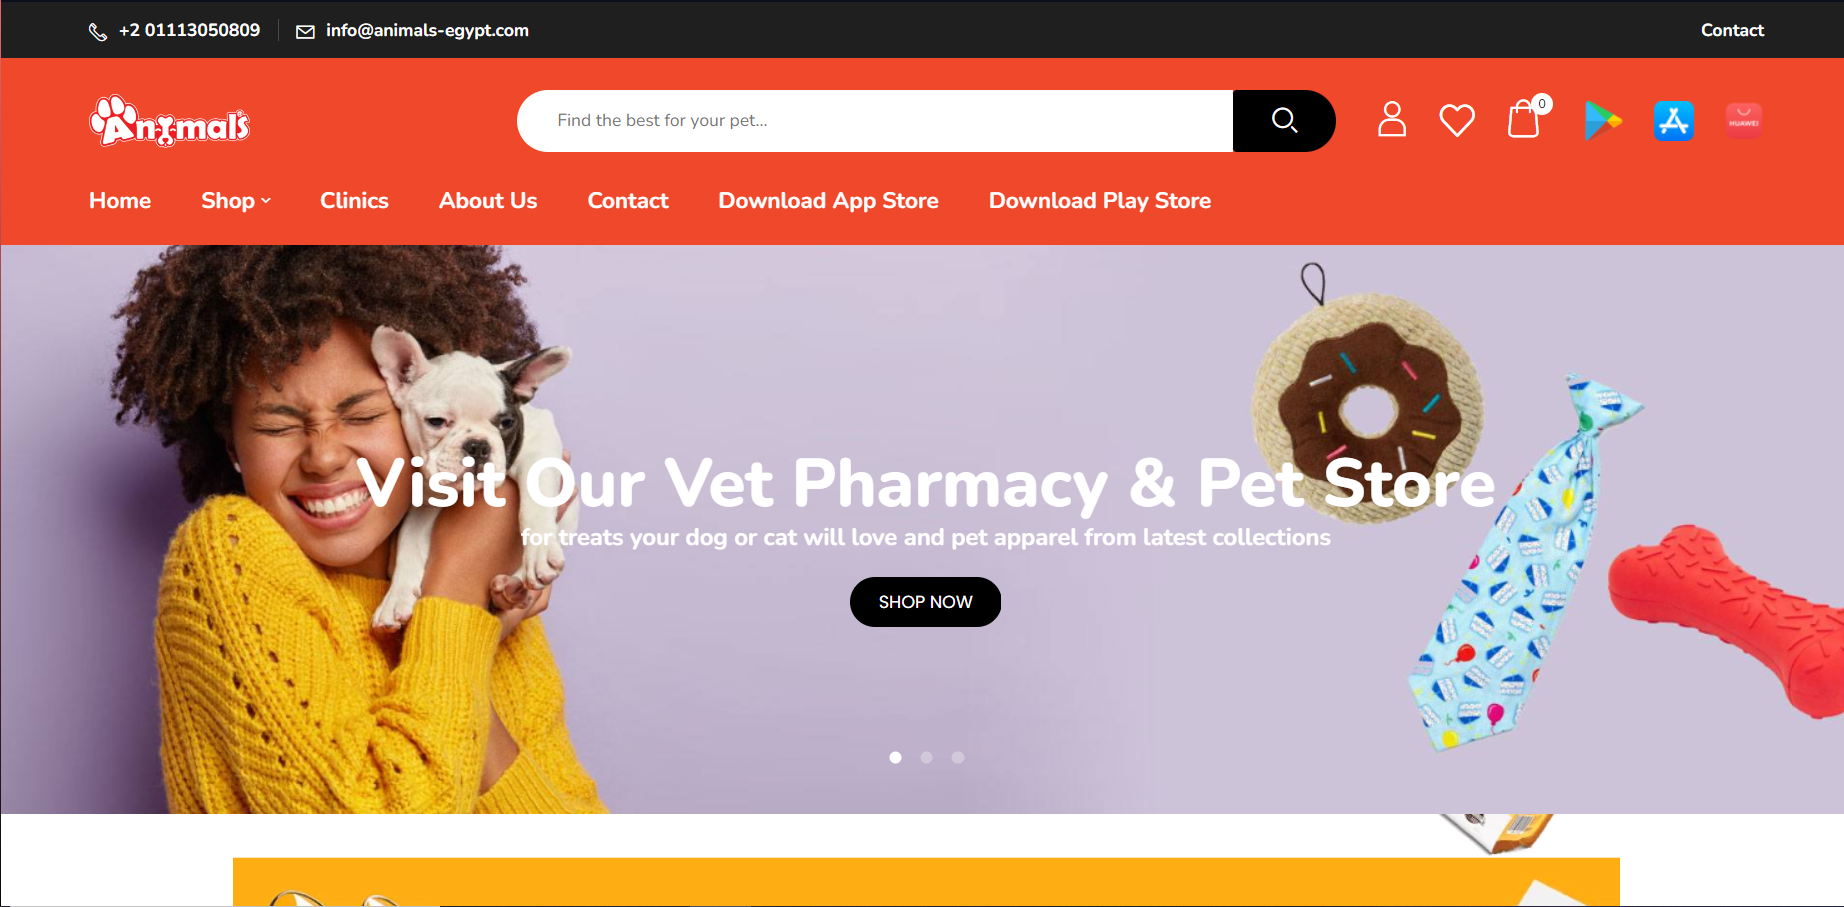 +2 01113050809
info@animals-egypt.com
Contact
Animals
Find the best for your pet...
0
HUAWEI
Home
Shop
Clinics
About Us
Contact
Download App Store
Download Play Store
Visit Our Vet Pharmacy & Pet Store
for treats your dog or cat will love and pet apparel from latest collections
SHOP NOW